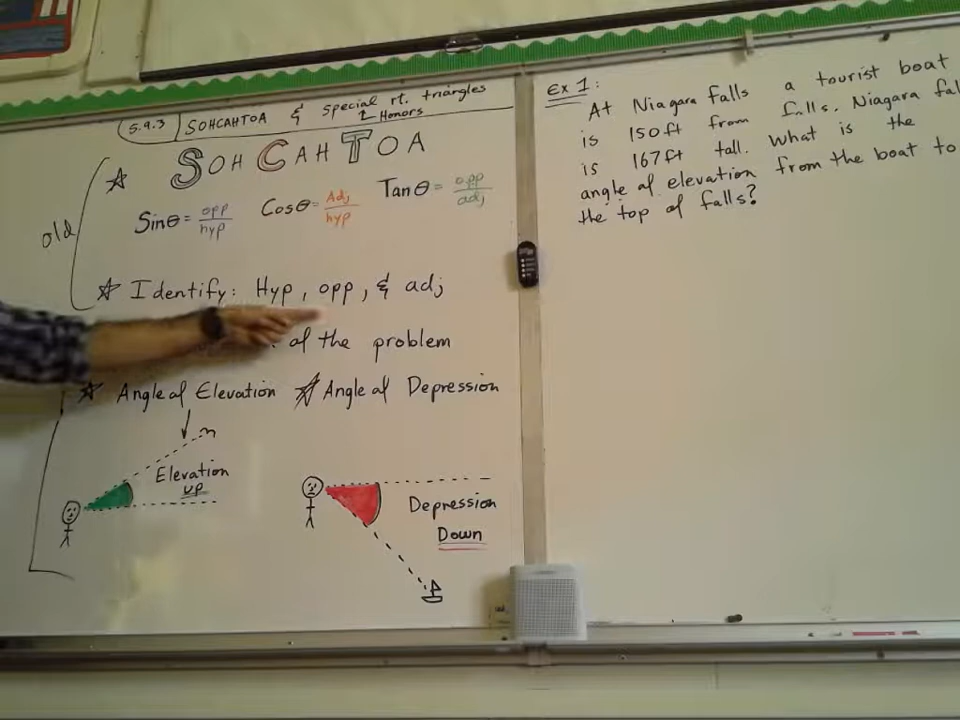 5.9.3 SOHCAHTOA & Special rt. triangles
Honors
SOH CAH TOA
old
Sinθ = opp/hyp Cosθ = Adj/hyp Tanθ = opp/adj
Identify: Hyp, opp, & adj
of the problem
Angle of Elevation Angle of Depression
Elevation
up
Depression
Down
Ex 1:
At Niagara falls a tourist boat
is 150ft from falls. Niagara
is 167ft tall. What is the
angle of elevation from the boat to
the top of falls?